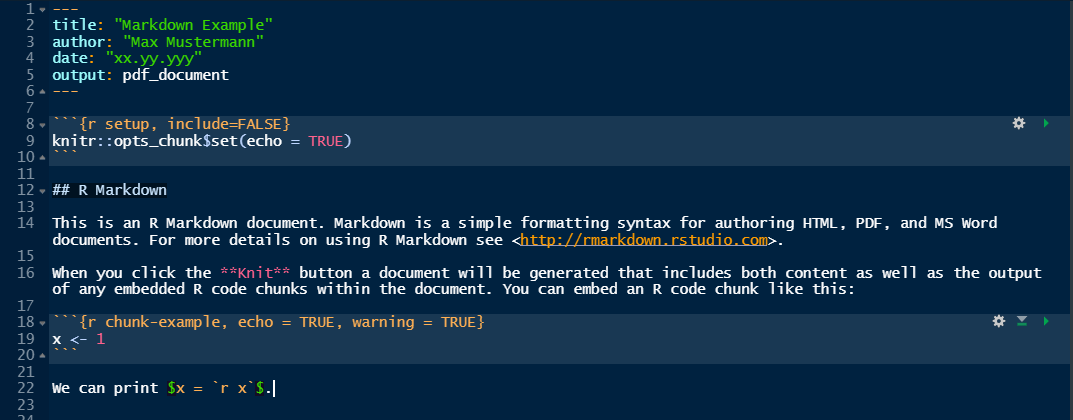 1 ---
2 title: "Markdown Example"
3 author: "Max Mustermann"
4 date: "xx.yy.yyy"
5 output: pdf_document
6 ---
7
8 ```{r setup, include=FALSE}
9 knitr::opts_chunk$set(echo = TRUE)
10 ```
11
12 ## R Markdown
13
14 This is an R Markdown document. Markdown is a simple formatting syntax for authoring HTML, PDF, and MS Word
documents. For more details on using R Markdown see <http://rmarkdown.rstudio.com>.
15
16 When you click the **Knit** button a document will be generated that includes both content as well as the output
of any embedded R code chunks within the document. You can embed an R code chunk like this:
17
18 ```{r chunk-example, echo = TRUE, warning = TRUE}
19 x <- 1
20 ```
21
22 We can print $x = `r x`$.
23
24